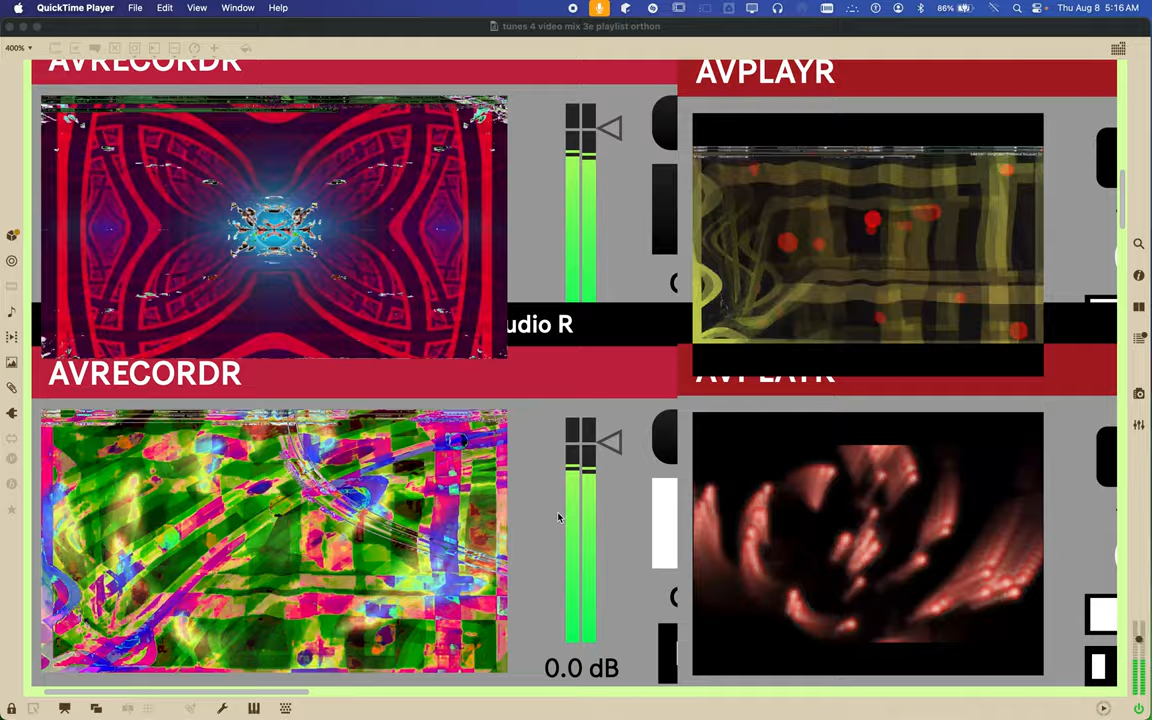 QuickTime Player File Edit View Window Help 86% Thu Aug 8 5:16 AM
tunes 4 video mix 3e playlist orthon
400%
AVRECORDR
AVPLAYR
udio R
AVRECORDR
AVPLAYR
0.0 dB